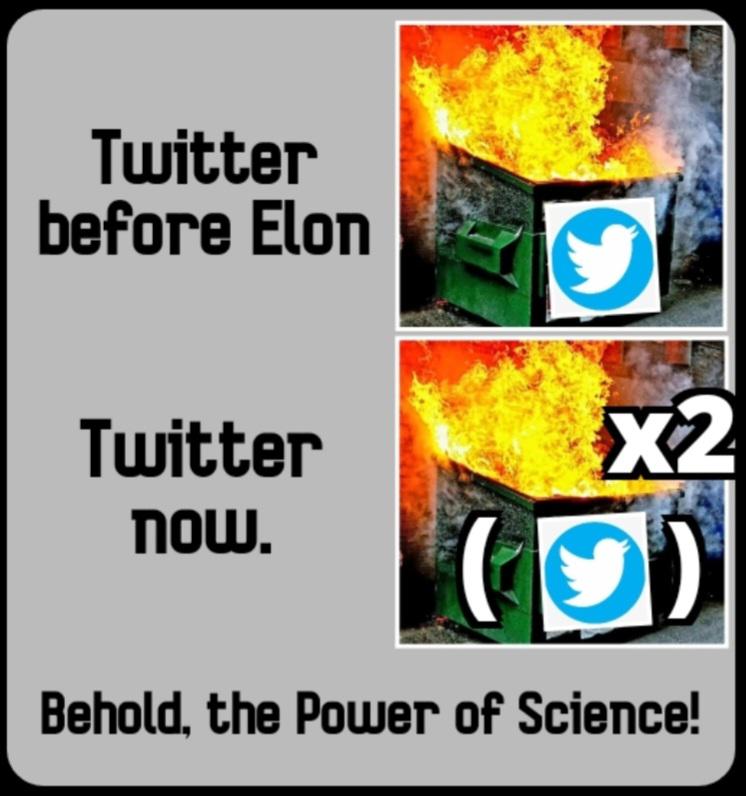 Twitter
before Elon
x2
Twitter
( )
now.
Behold, the Power of Science!